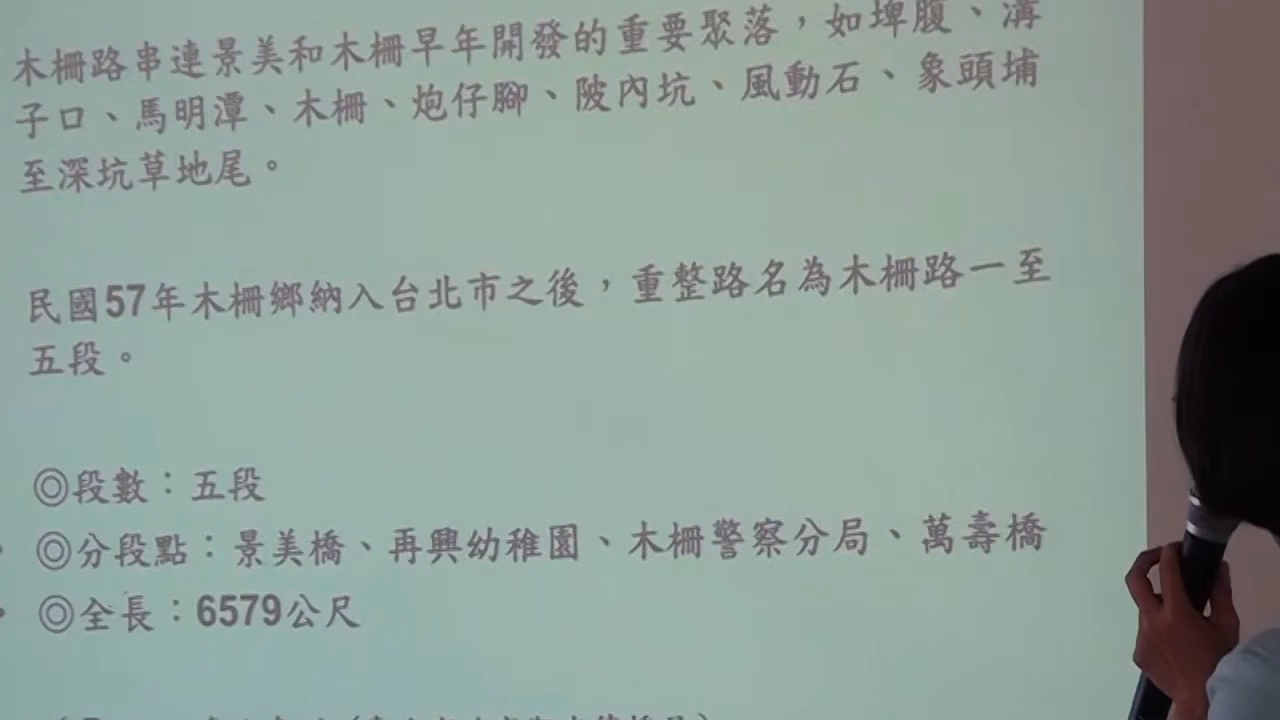 木柵路串連景美和木柵早年開發的重要聚落，如埤腹、溝
子口、馬明潭、木柵、炮仔腳、陂內坑、風動石、象頭埔
至深坑草地尾。
民國57年木柵鄉納入台北市之後，重整路名為木柵路一至
五段。
◎段數：五段
◎分段點：景美橋、再興幼稚園、木柵警察分局、萬壽橋
◎全長：6579公尺